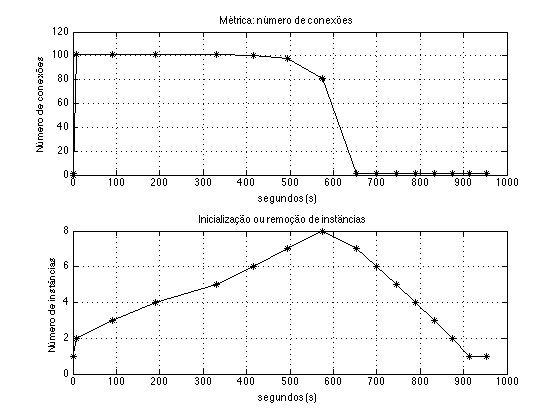 Métrica: número de conexões
120
100
80
60
40
20
0
Número de conexões
0 100 200 300 400 500 600 700 800 900 1000
segundos (s)
Inicialização ou remoção de instâncias
8
6
4
2
0
Número de instâncias
0 100 200 300 400 500 600 700 800 900 1000
segundos (s)